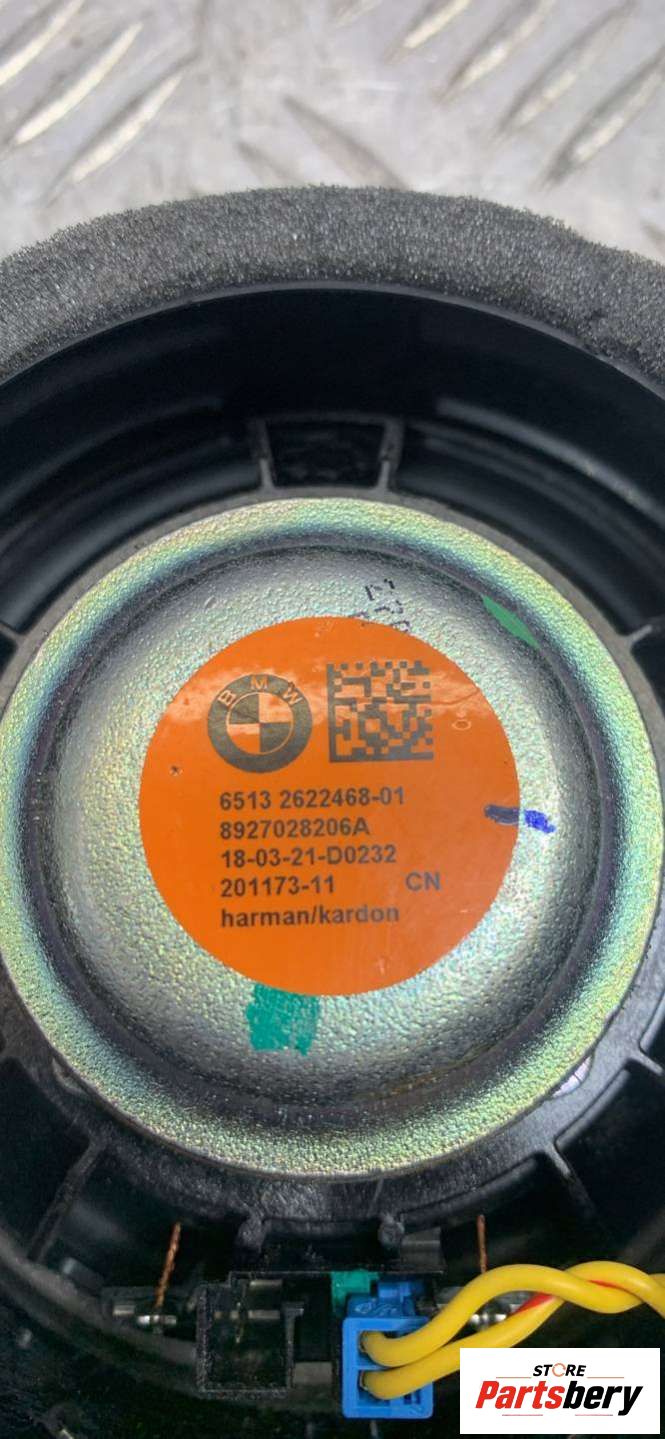 BMW
6513 2622468-01
8927028206A
18-03-21-D0232
201173-11 CN
harman/kardon
STORE
Partsbery